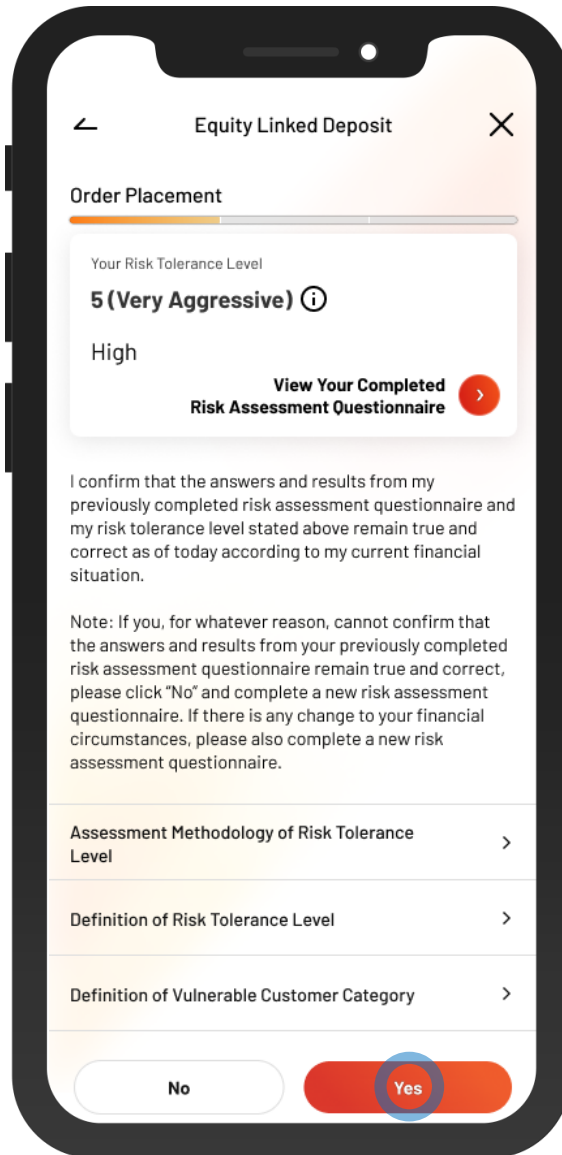 Equity Linked Deposit
Order Placement
Your Risk Tolerance Level
5 (Very Aggressive)
High
View Your Completed
Risk Assessment Questionnaire
I confirm that the answers and results from my
previously completed risk assessment questionnaire and
my risk tolerance level stated above remain true and
correct as of today according to my current financial
situation.
Note: If you, for whatever reason, cannot confirm that
the answers and results from your previously completed
risk assessment questionnaire remain true and correct,
please click "No" and complete a new risk assessment
questionnaire. If there is any change to your financial
circumstances, please also complete a new risk
assessment questionnaire.
Assessment Methodology of Risk Tolerance
Level
Definition of Risk Tolerance Level
Definition of Vulnerable Customer Category
No
Yes